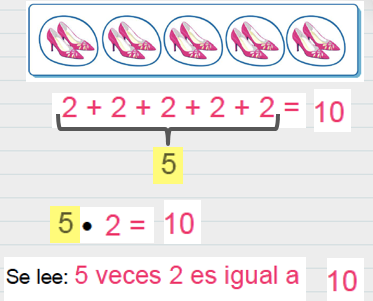 2 + 2 + 2 + 2 + 2 = 10
5
5 • 2 = 10
Se lee: 5 veces 2 es igual a 10